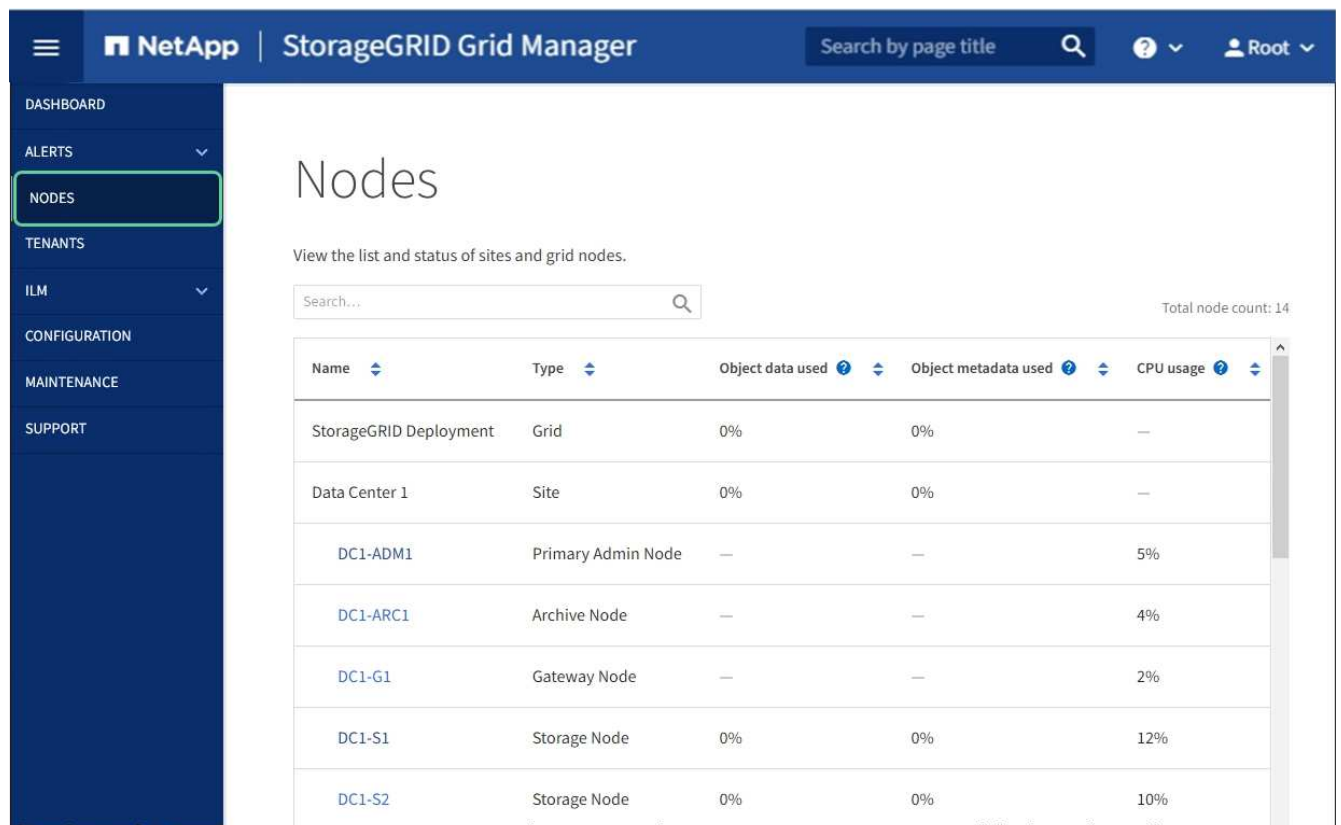 NetApp | StorageGRID Grid Manager Search by page title Root
DASHBOARD
ALERTS
NODES
TENANTS
ILM
CONFIGURATION
MAINTENANCE
SUPPORT
Nodes
View the list and status of sites and grid nodes.
Search...
Total node count: 14
Name Type Object data used Object metadata used CPU usage
StorageGRID Deployment Grid 0% 0% —
Data Center 1 Site 0% 0% —
DC1-ADM1 Primary Admin Node — — 5%
DC1-ARC1 Archive Node — — 4%
DC1-G1 Gateway Node — — 2%
DC1-S1 Storage Node 0% 0% 12%
DC1-S2 Storage Node 0% 0% 10%